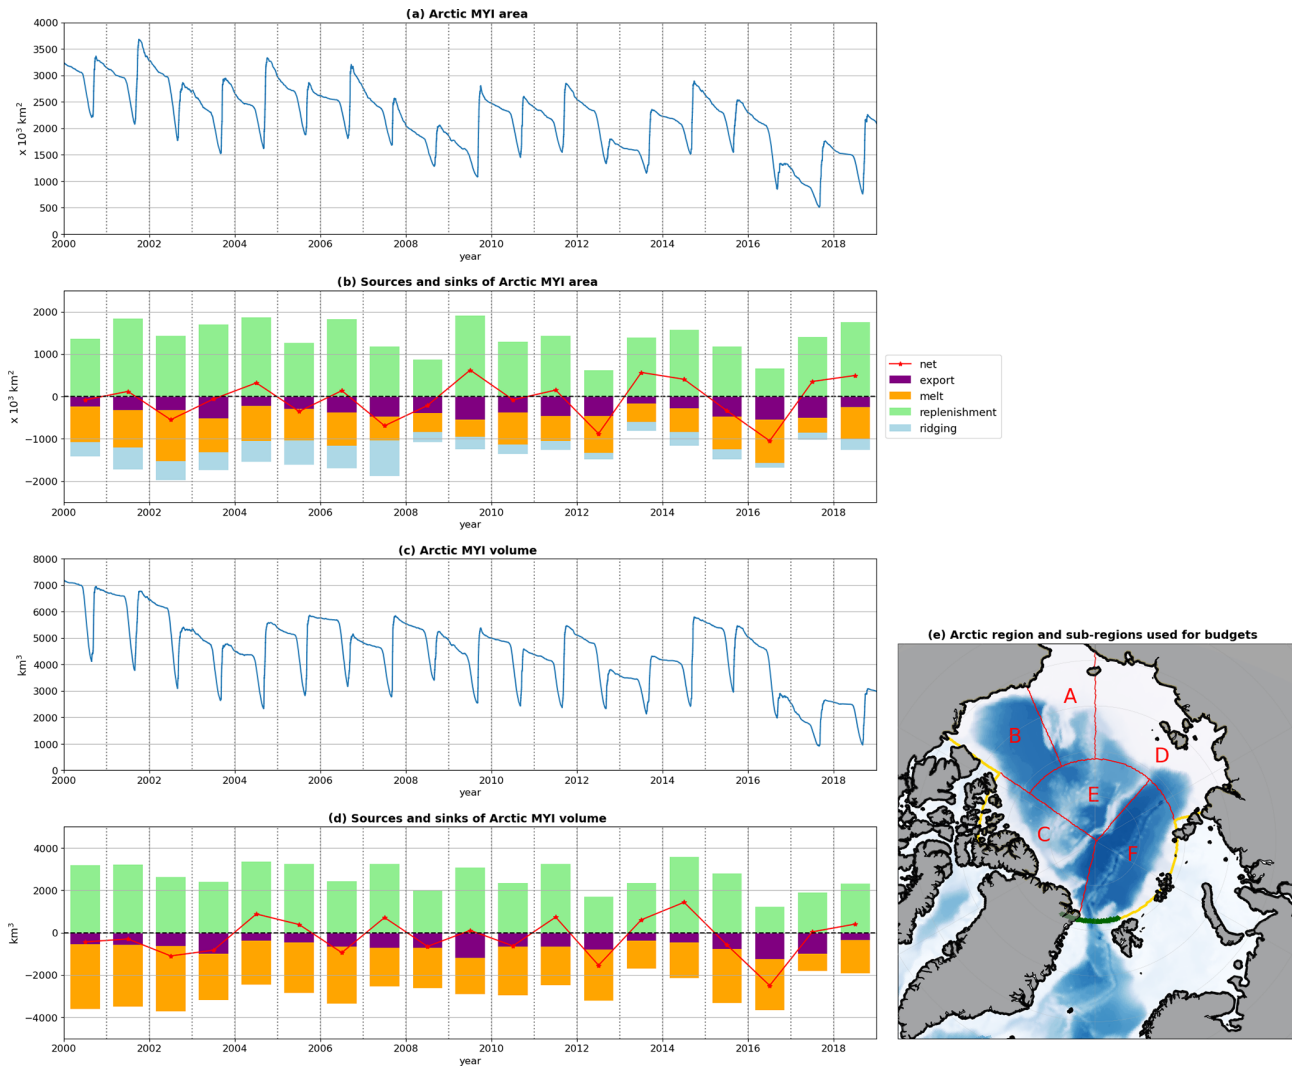 (a) Arctic MYI area
4000
3500
3000
2500
2000
1500
1000
500
0
x 10³ km²
2000 2002 2004 2006 2008 2010 2012 2014 2016 2018
year
(b) Sources and sinks of Arctic MYI area
2000
1000
0
−1000
−2000
x 10³ km²
2000 2002 2004 2006 2008 2010 2012 2014 2016 2018
year
net
export
melt
replenishment
ridging
(c) Arctic MYI volume
8000
7000
6000
5000
4000
3000
2000
1000
0
km³
2000 2002 2004 2006 2008 2010 2012 2014 2016 2018
year
(d) Sources and sinks of Arctic MYI volume
4000
2000
0
−2000
−4000
km³
2000 2002 2004 2006 2008 2010 2012 2014 2016 2018
year
(e) Arctic region and sub-regions used for budgets
A
B
D
E
C
F